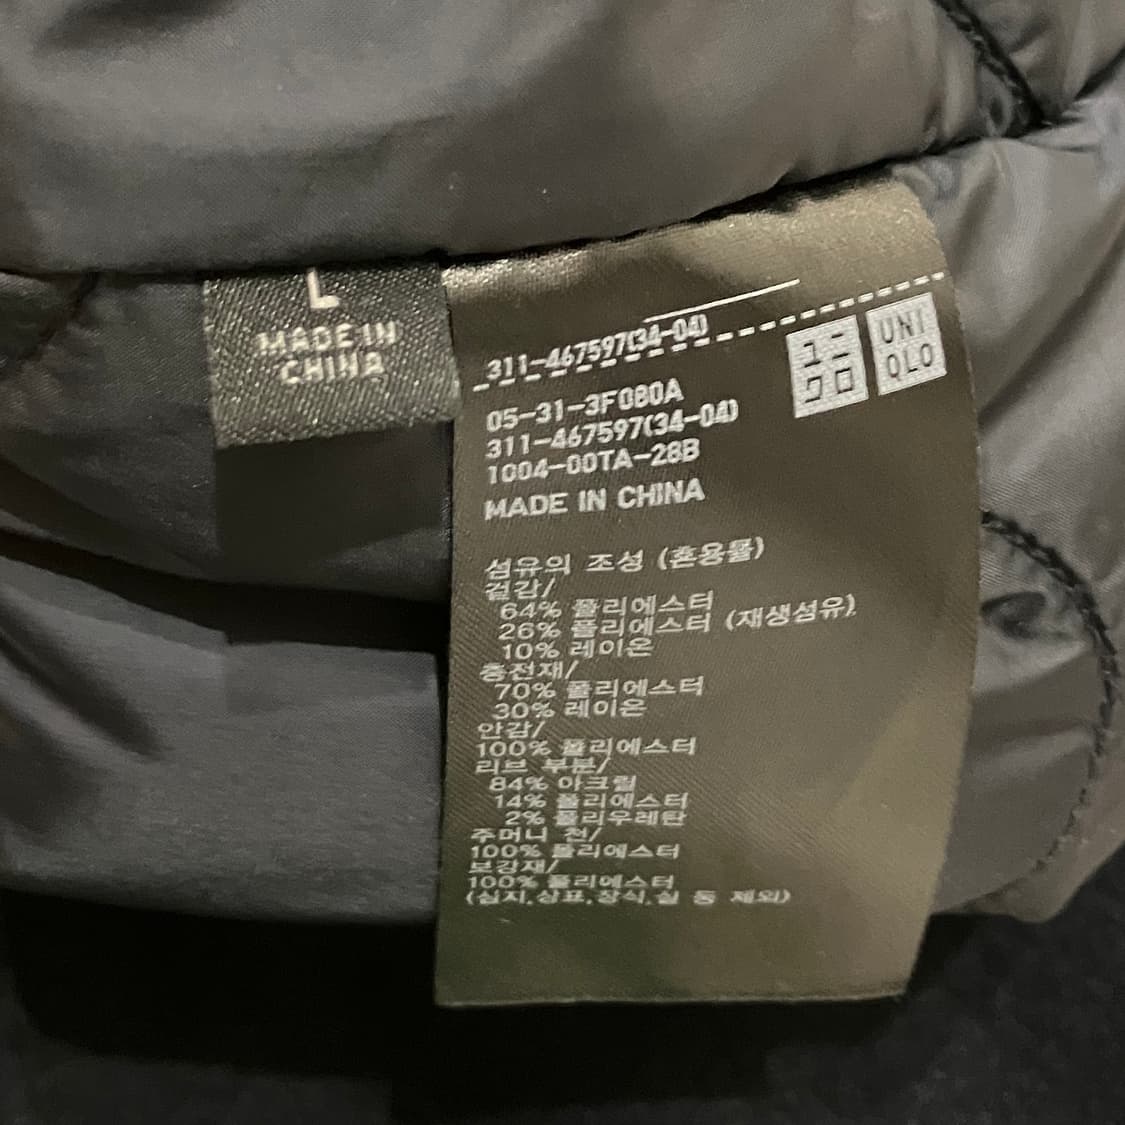 L
MADE IN
CHINA
311-467597(34-04)
ユニ
クロ
UNI
QLO
05-31-3F080A
311-467597(34-04)
1004-00TA-28B
MADE IN CHINA
섬유의 조성 (혼용률)
겉감/
64% 폴리에스터
26% 폴리에스터 (재생섬유)
10% 레이온
충전재/
70% 폴리에스터
30% 레이온
안감/
100% 폴리에스터
리브 부분/
84% 아크릴
14% 폴리에스터
2% 폴리우레탄
주머니 천/
100% 폴리에스터
보강재/
100% 폴리에스터
(심지,상표,장식,실 등 제외)